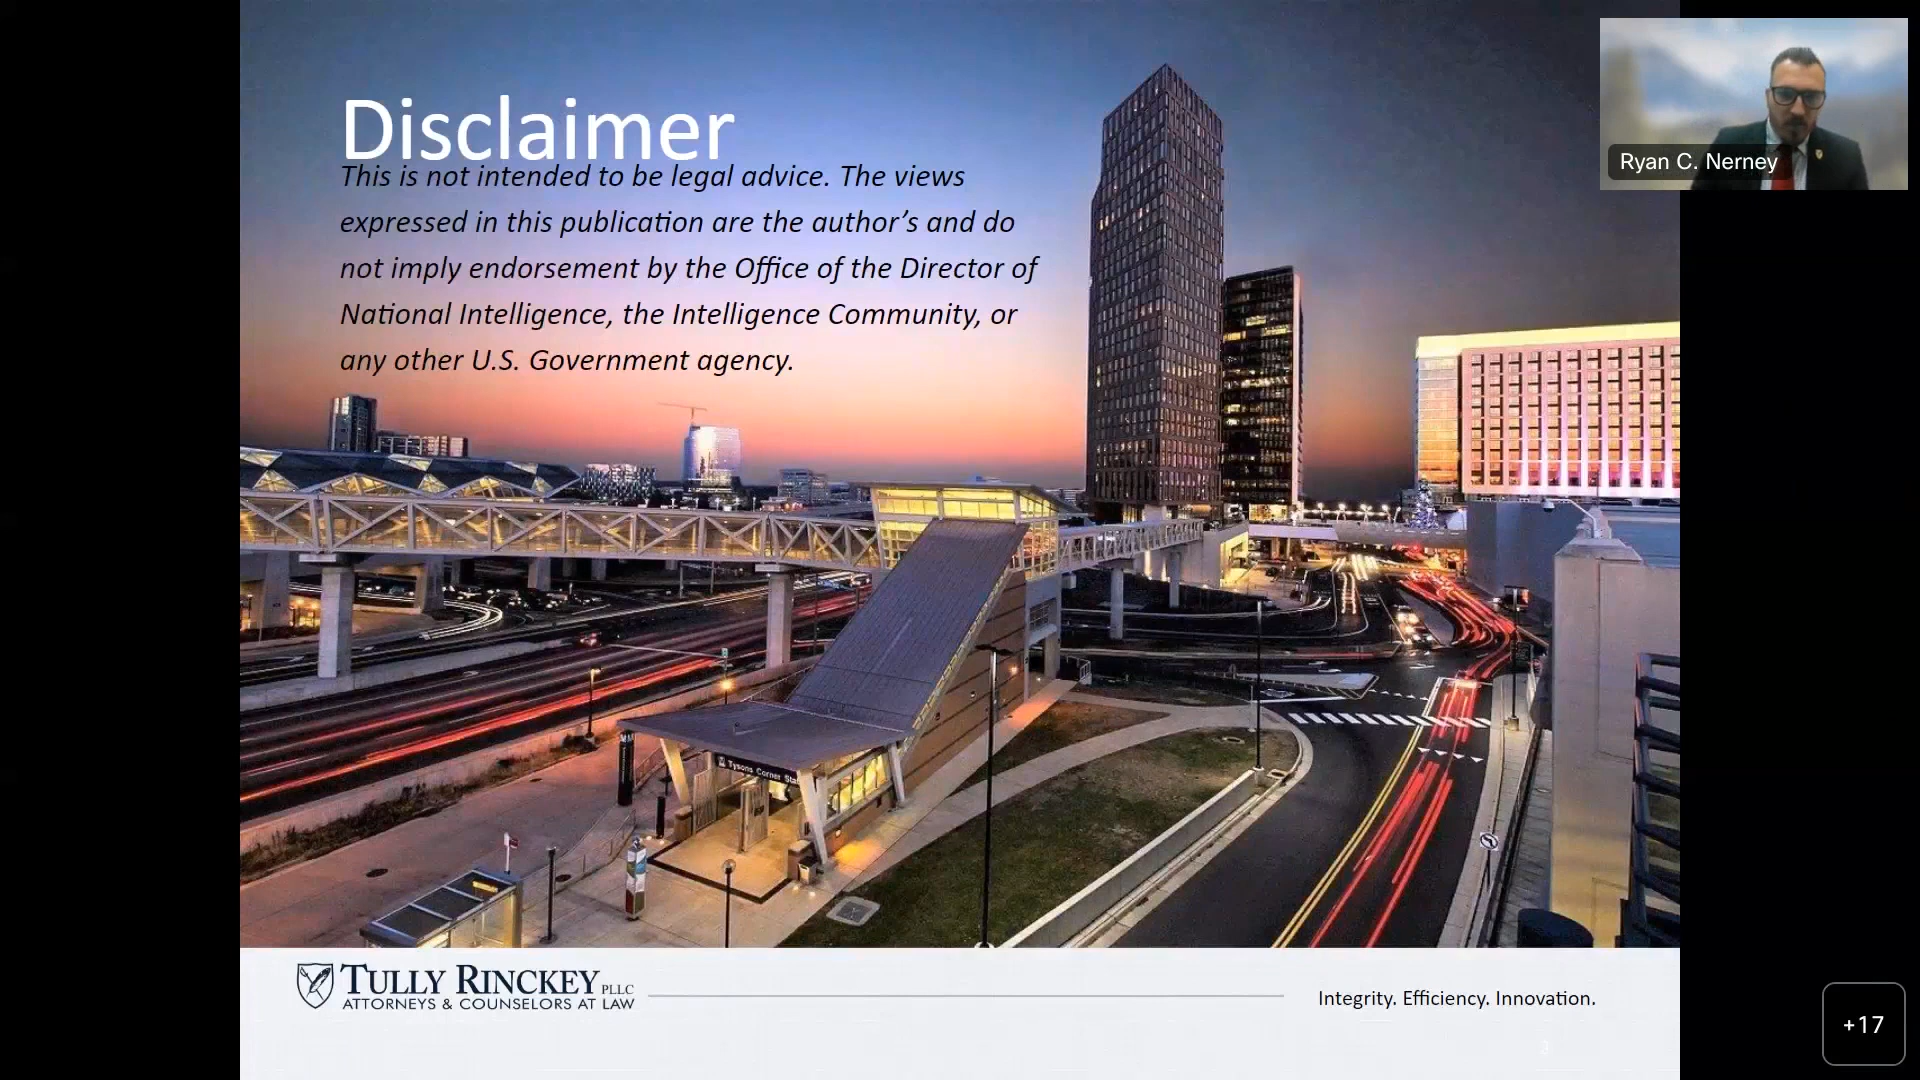 Disclaimer
This is not intended to be legal advice. The views
expressed in this publication are the author’s and do
not imply endorsement by the Office of the Director of
National Intelligence, the Intelligence Community, or
any other U.S. Government agency.
Ryan C. Nerney
Tysons Corner Sta
TULLY RINCKEY PLLC
ATTORNEYS & COUNSELORS AT LAW
Integrity. Efficiency. Innovation.
3
+17